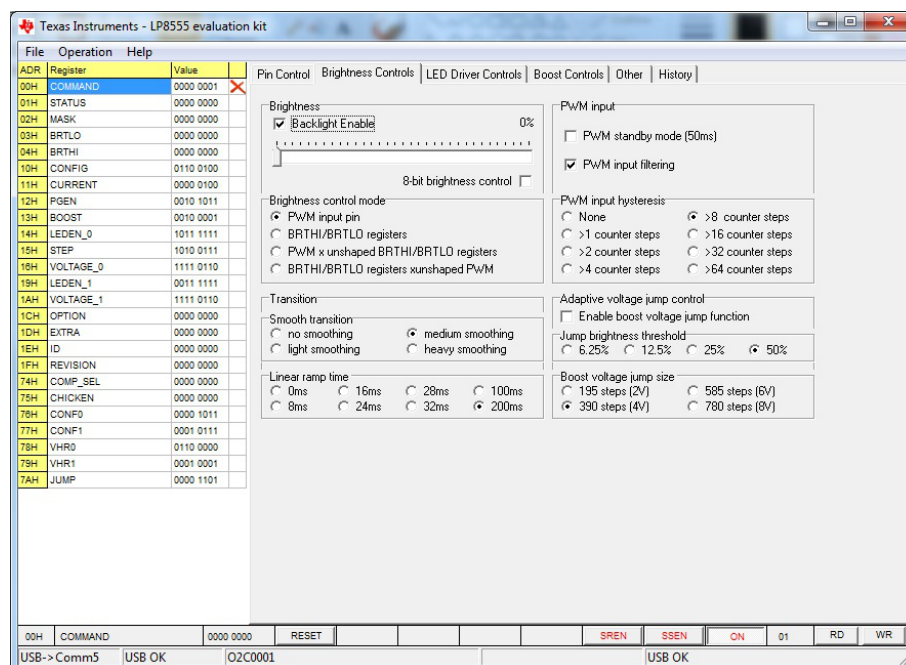 Texas Instruments - LP8555 evaluation kit
File Operation Help
ADR Register Value
00H COMMAND 0000 0001
01H STATUS 0000 0000
02H MASK 0000 0000
03H BRTLO 0000 0000
04H BRTHI 0000 0000
10H CONFIG 0110 0100
11H CURRENT 0000 0100
12H PGEN 0010 1011
13H BOOST 0010 0001
14H LEDEN_0 1011 1111
15H STEP 1010 0111
16H VOLTAGE_0 1111 0110
19H LEDEN_1 0011 1111
1AH VOLTAGE_1 1111 0110
1CH OPTION 0000 0000
1DH EXTRA 0000 0000
1EH ID 0000 0000
1FH REVISION 0000 0000
74H COMP_SEL 0000 0000
75H CHICKEN 0000 0000
76H CONF0 0000 1011
77H CONF1 0001 0111
78H VHR0 0110 0000
79H VHR1 0001 0001
7AH JUMP 0000 1101
Pin Control Brightness Controls LED Driver Controls Boost Controls Other History
Brightness
Backlight Enable 0%
8-bit brightness control
Brightness control mode
PWM input pin
BRTHI/BRTLO registers
PWM x unshaped BRTHI/BRTLO registers
BRTHI/BRTLO registers xunshaped PWM
Transition
Smooth transition
no smoothing medium smoothing
light smoothing heavy smoothing
Linear ramp time
0ms 16ms 28ms 100ms
8ms 24ms 32ms 200ms
PWM input
PWM standby mode (50ms)
PWM input filtering
PWM input hysteresis
None >8 counter steps
>1 counter steps >16 counter steps
>2 counter steps >32 counter steps
>4 counter steps >64 counter steps
Adaptive voltage jump control
Enable boost voltage jump function
Jump brightness threshold
6.25% 12.5% 25% 50%
Boost voltage jump size
195 steps (2V) 585 steps (6V)
390 steps (4V) 780 steps (8V)
00H COMMAND 0000 0000 RESET SREN SSEN ON 01 RD WR
USB->Comm5 USB OK O2C0001 USB OK